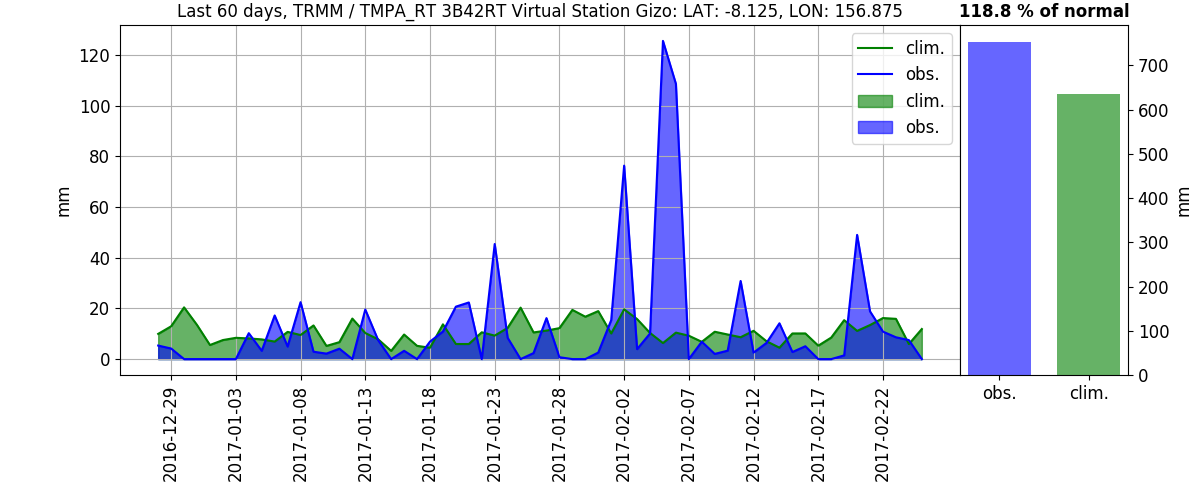 Last 60 days, TRMM / TMPA_RT 3B42RT Virtual Station Gizo: LAT: -8.125, LON: 156.875
118.8 % of normal
120
100
80
60
40
20
0
mm
clim.
obs.
clim.
obs.
2016-12-29
2017-01-03
2017-01-08
2017-01-13
2017-01-18
2017-01-23
2017-01-28
2017-02-02
2017-02-07
2017-02-12
2017-02-17
2017-02-22
700
600
500
400
300
200
100
0
mm
obs.
clim.